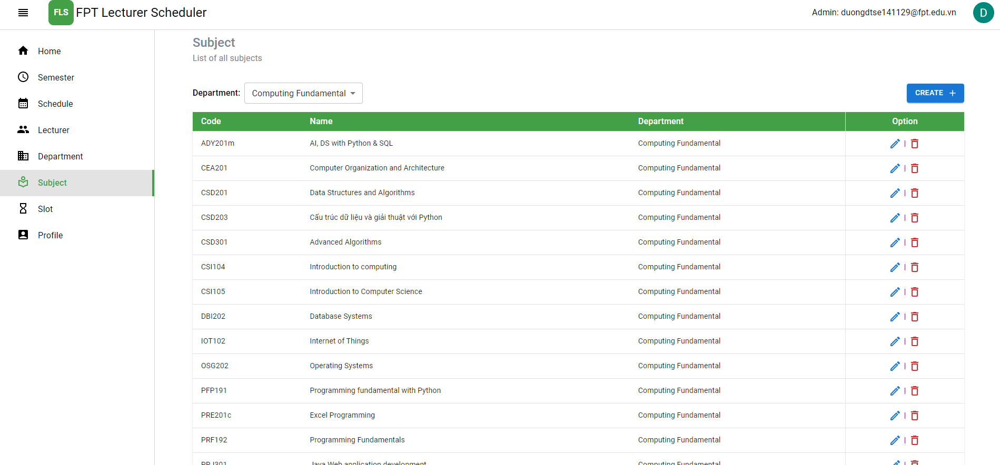 FLS FPT Lecturer Scheduler Admin: duongdtse141129@fpt.edu.vn D
Home
Semester
Schedule
Lecturer
Department
Subject
Slot
Profile
Subject
List of all subjects
Department: Computing Fundamental CREATE +
Code Name Department Option
ADY201m AI, DS with Python & SQL Computing Fundamental |
CEA201 Computer Organization and Architecture Computing Fundamental |
CSD201 Data Structures and Algorithms Computing Fundamental |
CSD203 Cấu trúc dữ liệu và giải thuật với Python Computing Fundamental |
CSD301 Advanced Algorithms Computing Fundamental |
CSI104 Introduction to computing Computing Fundamental |
CSI105 Introduction to Computer Science Computing Fundamental |
DBI202 Database Systems Computing Fundamental |
IOT102 Internet of Things Computing Fundamental |
OSG202 Operating Systems Computing Fundamental |
PFP191 Programming fundamental with Python Computing Fundamental |
PRE201c Excel Programming Computing Fundamental |
PRF192 Programming Fundamentals Computing Fundamental |
PRJ301 Java Web application development Computing Fundamental